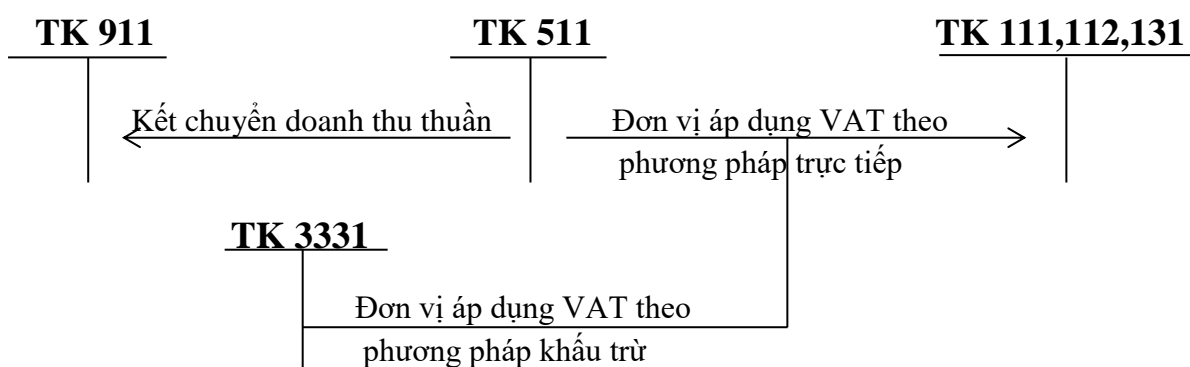 TK 911
TK 511
TK 111,112,131
Kết chuyển doanh thu thuần
Đơn vị áp dụng VAT theo
phương pháp trực tiếp
TK 3331
Đơn vị áp dụng VAT theo
phương pháp khấu trừ